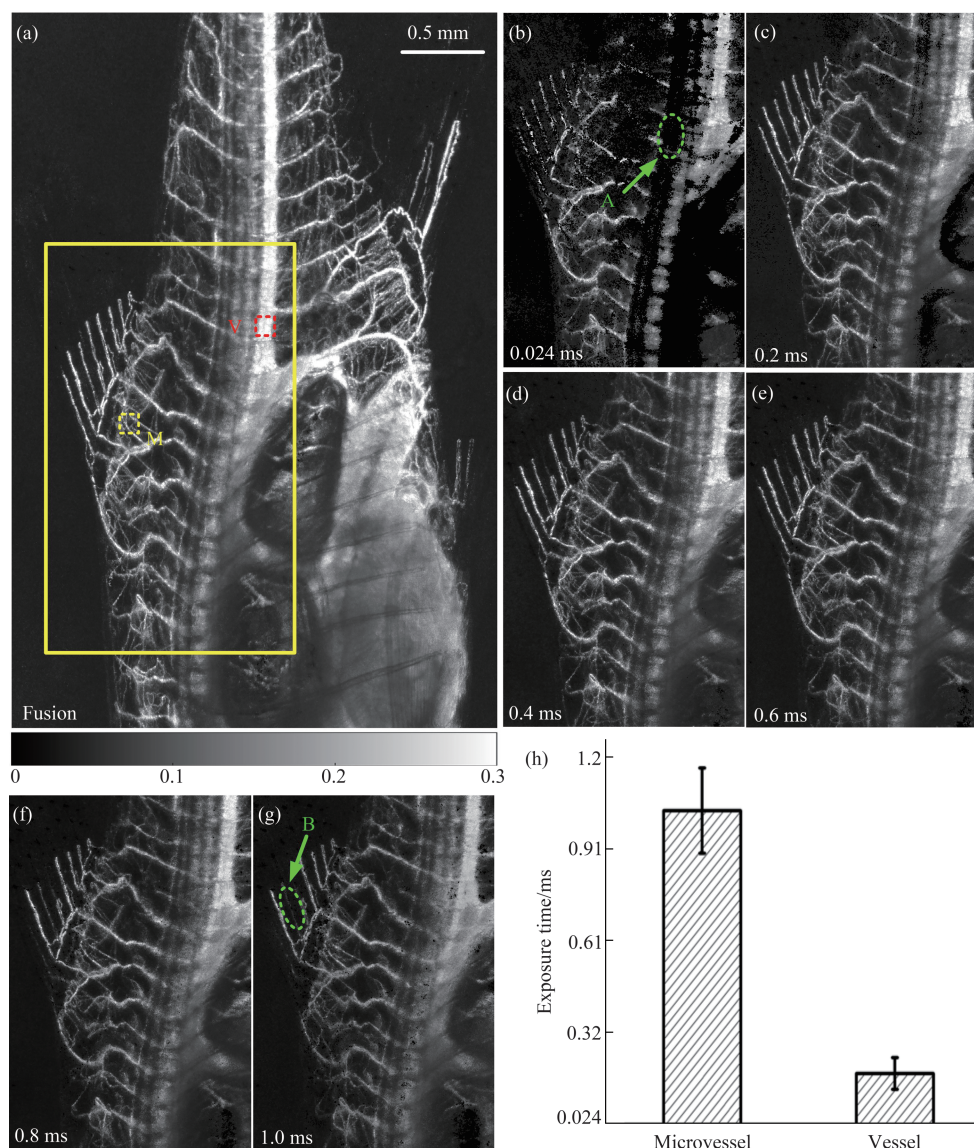 (a)
0.5 mm
V
M
Fusion
(b)
A
0.024 ms
(c)
0.2 ms
(d)
0.4 ms
(e)
0.6 ms
0
0.1
0.2
0.3
(f)
0.8 ms
(g)
B
1.0 ms
(h)
Exposure time/ms
1.2
0.91
0.61
0.32
0.024
Microvessel
Vessel